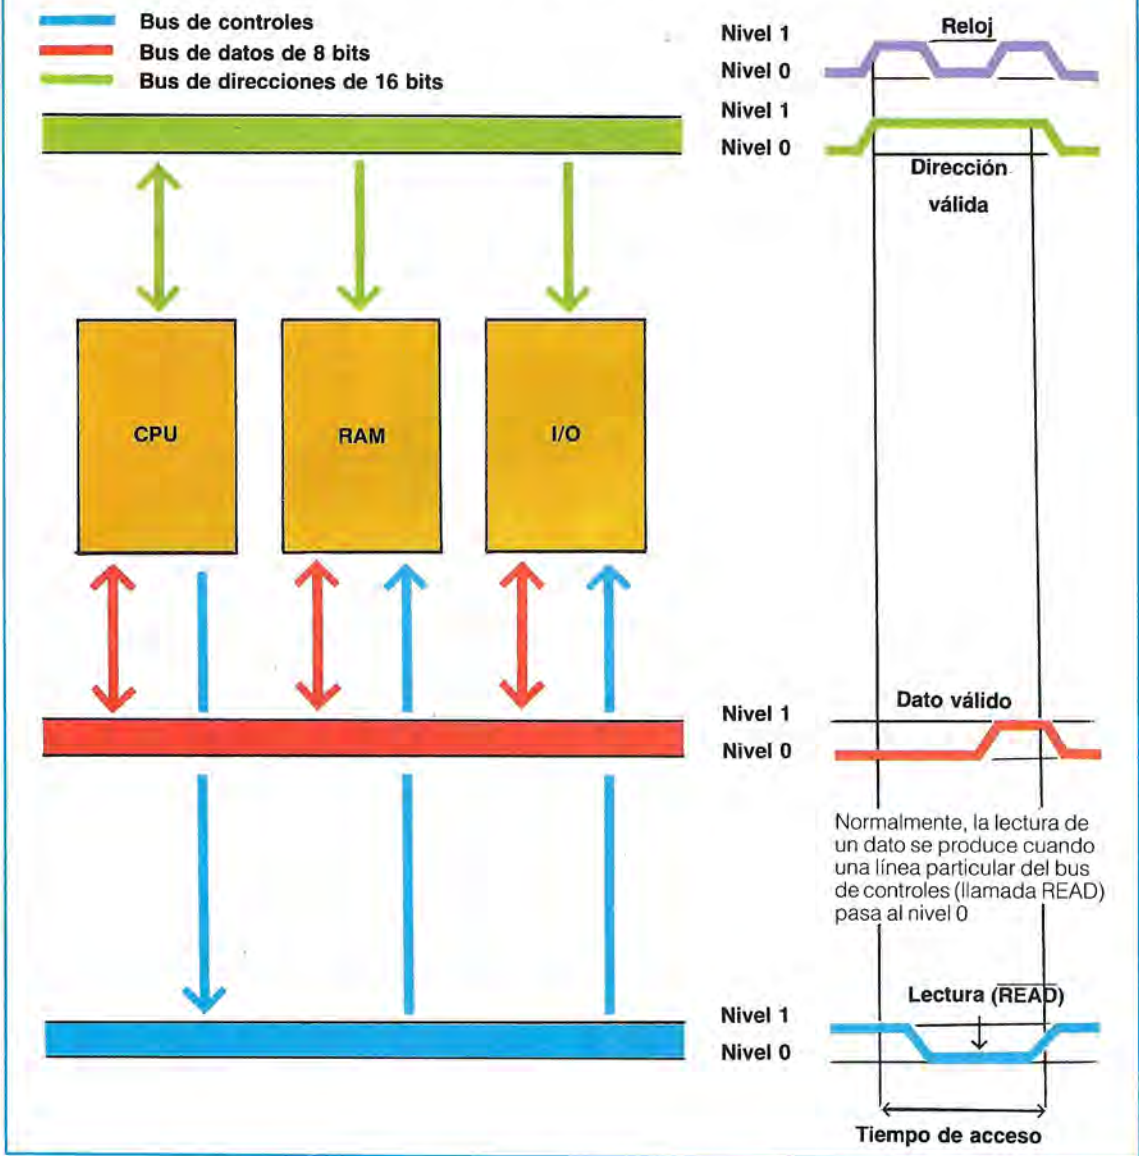 Bus de controles
Bus de datos de 8 bits
Bus de direcciones de 16 bits
Nivel 1
Reloj
Nivel 0
Nivel 1
Nivel 0
Dirección
válida
CPU
RAM
I/O
Nivel 1
Dato válido
Nivel 0
Normalmente, la lectura de
un dato se produce cuando
una línea particular del bus
de controles (llamada READ)
pasa al nivel 0
Lectura (READ)
Nivel 1
Nivel 0
Tiempo de acceso